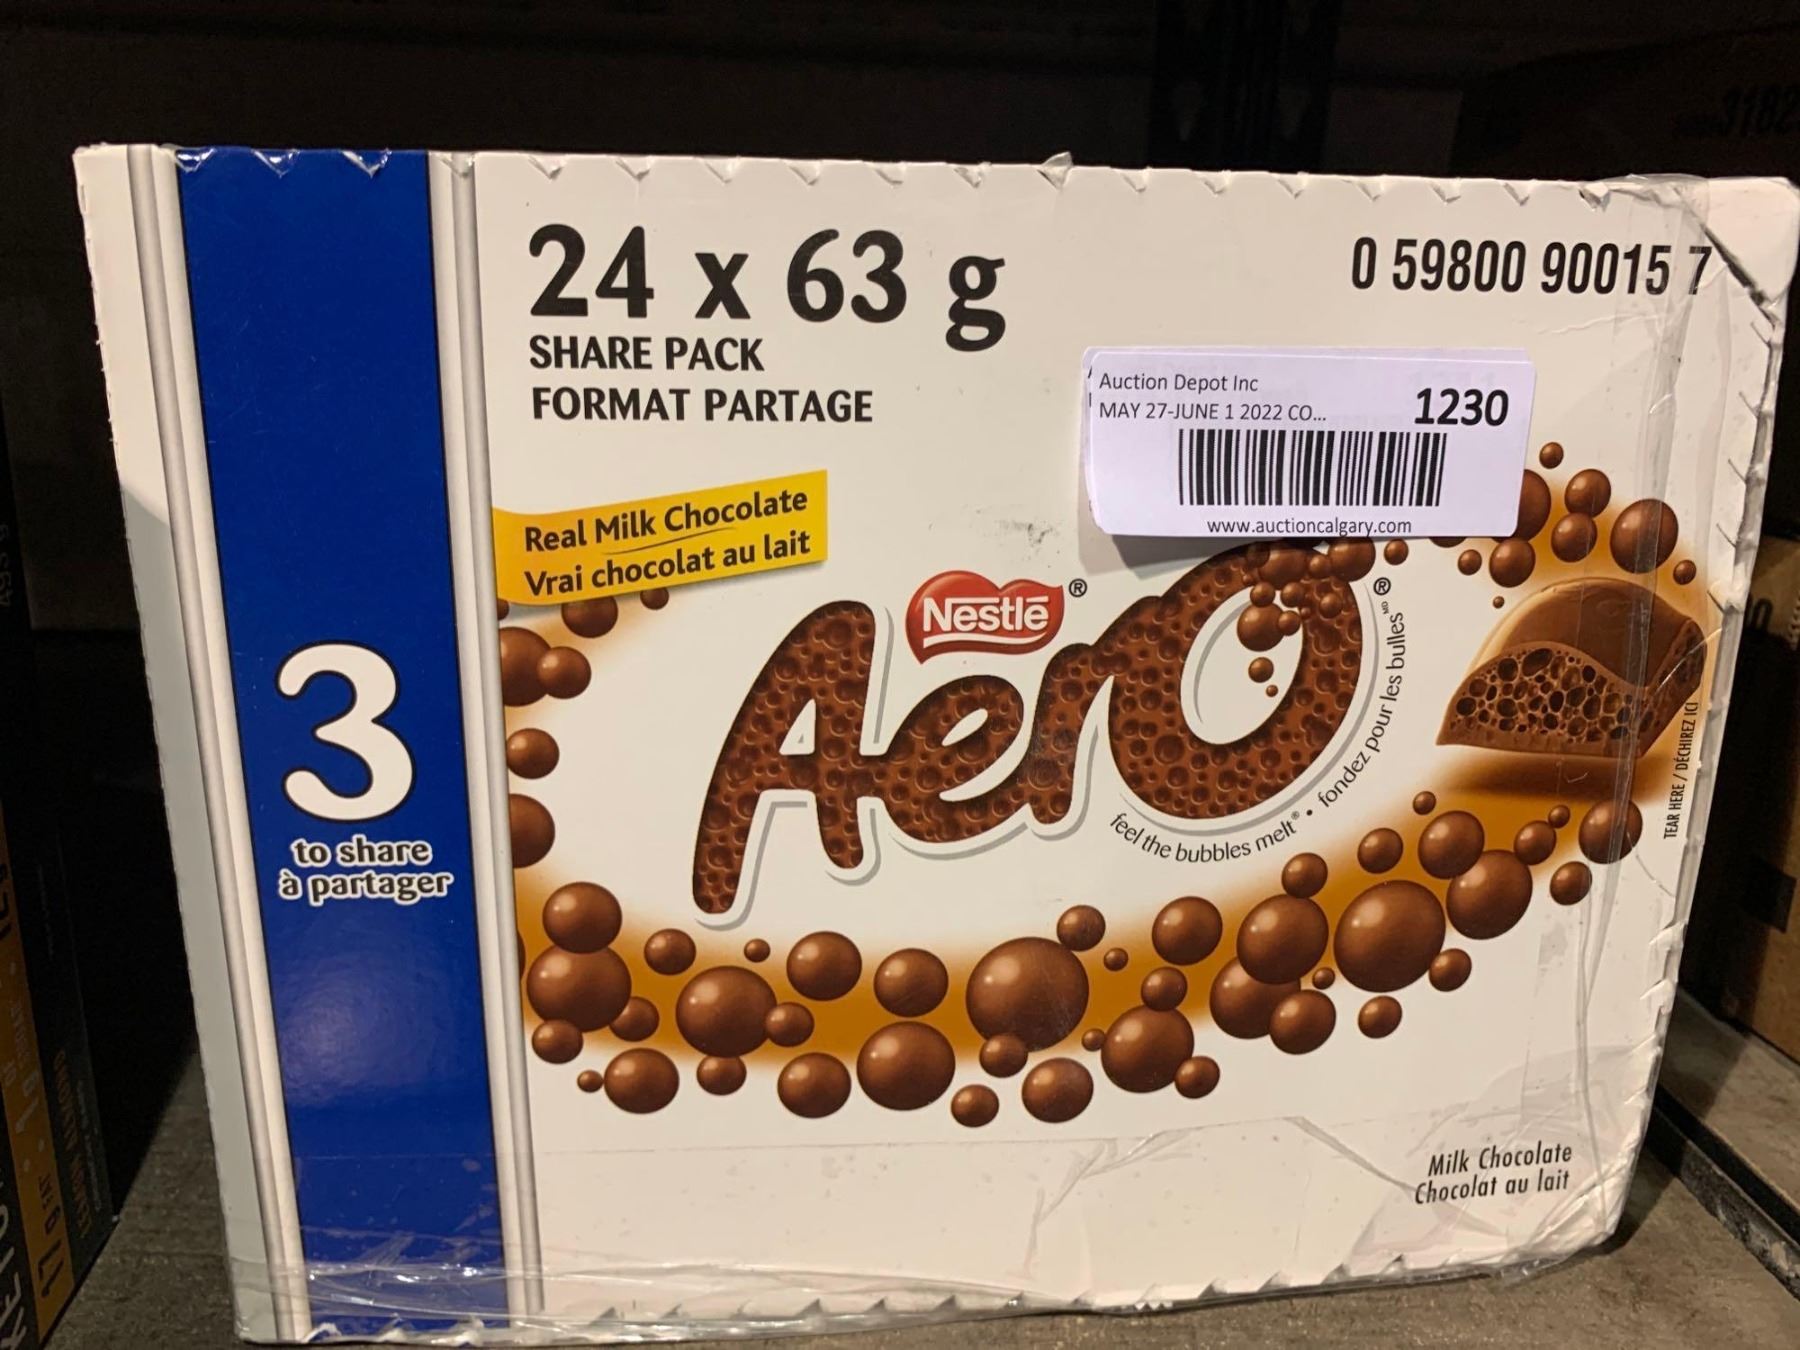 24 x 63 g
SHARE PACK
FORMAT PARTAGE
0 59800 90015 7
Auction Depot Inc
MAY 27-JUNE 1 2022 CO...
1230
www.auctioncalgary.com
Real Milk Chocolate
Vrai chocolat au lait
Nestlē ®
Aero ®
feel the bubbles melt® • fondez pour les bulles MD
3
to share
à partager
TEAR HERE / DÉCHIREZ ICI
Milk Chocolate
Chocolat au lait